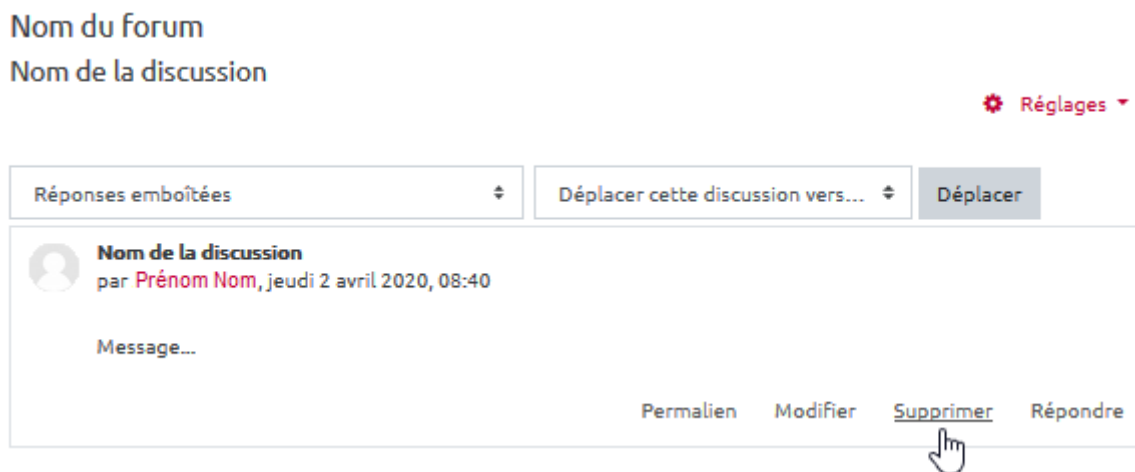 Nom du forum
Nom de la discussion
Réglages
Réponses emboîtées
Déplacer cette discussion vers... Déplacer
Nom de la discussion
par Prénom Nom, jeudi 2 avril 2020, 08:40
Message...
Permalien Modifier Supprimer Répondre